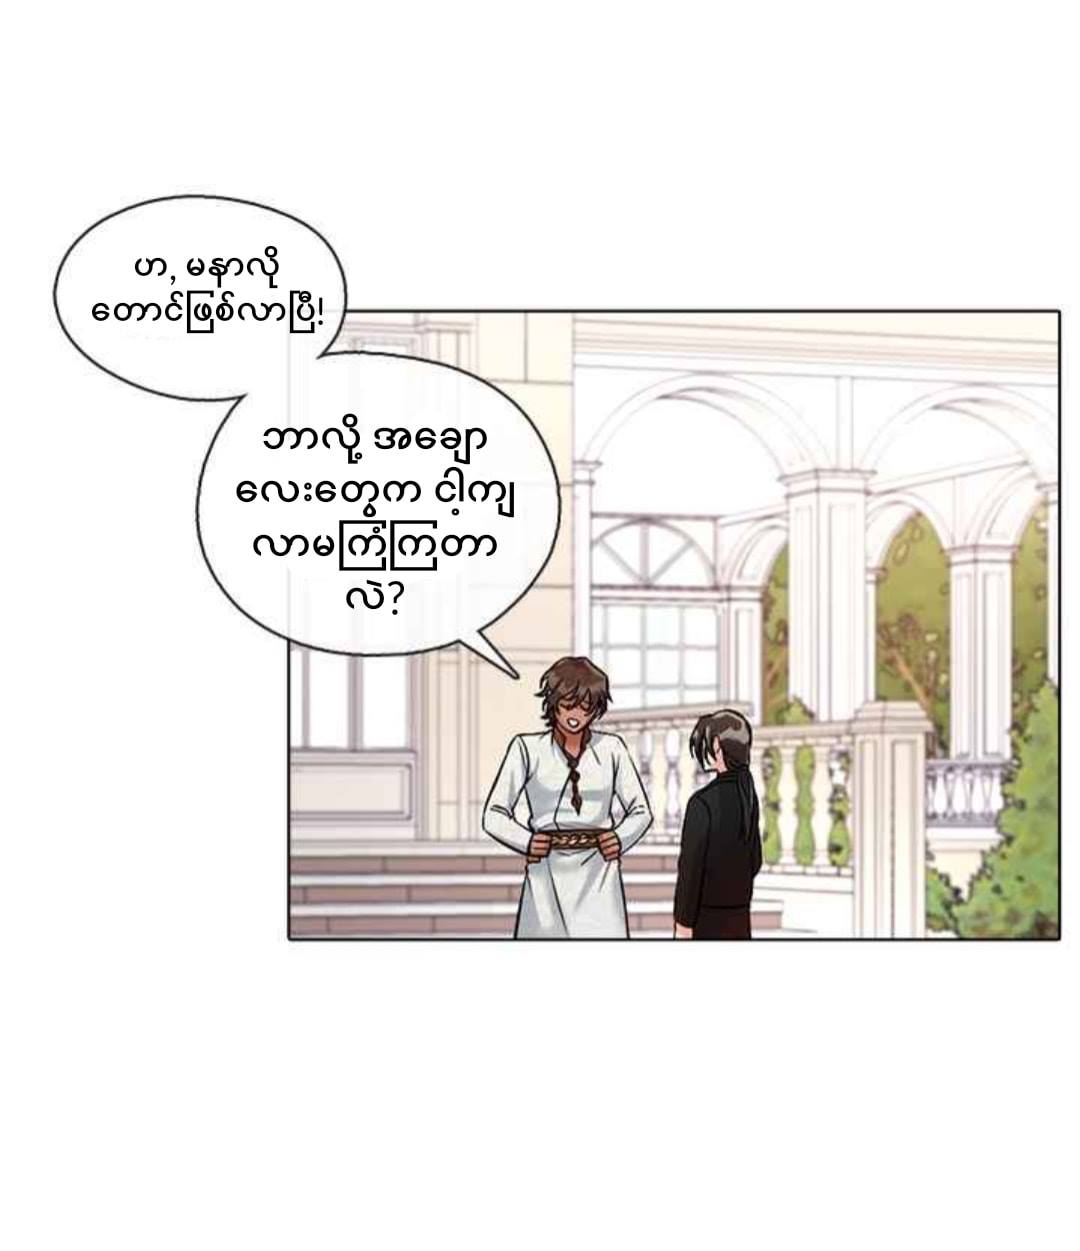 ဟ, မနာလို
တောင်ဖြစ်လာပြီ!
ဘာလို့ အချော
လေးတွေက ငါ့ကျ
လာမကြံကြတာ
လဲ?